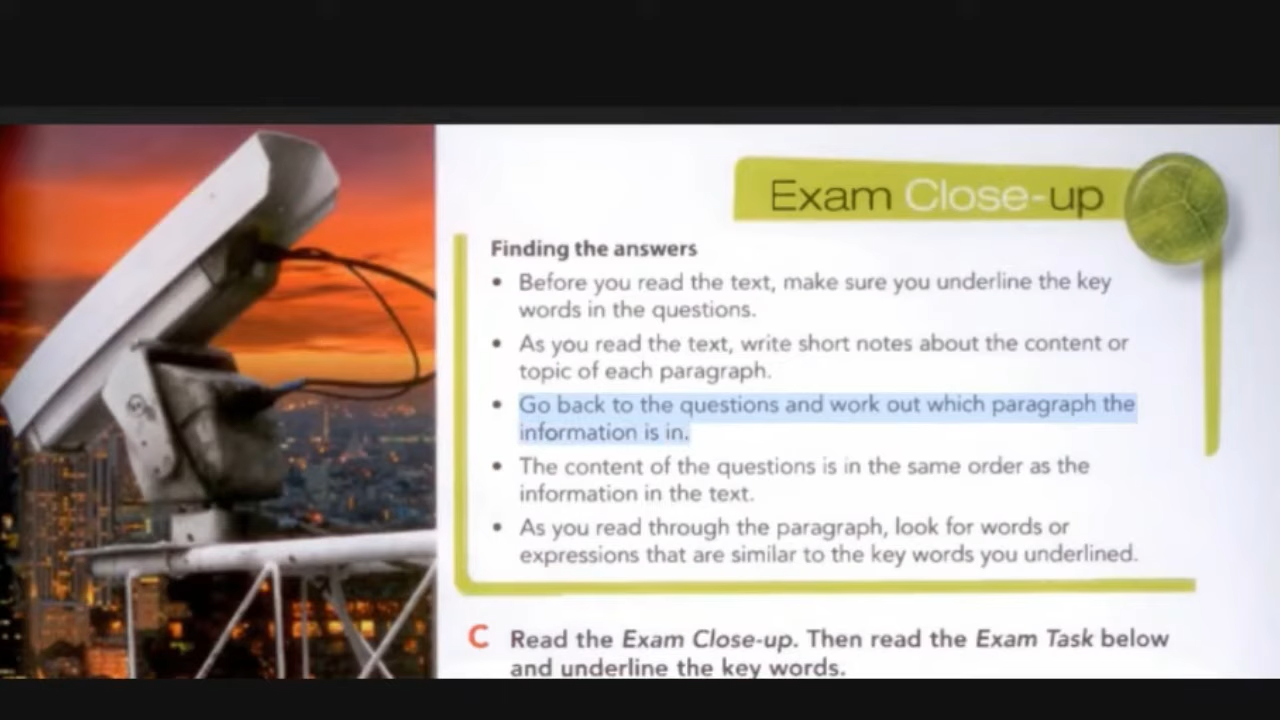 Exam Close-up
Finding the answers
• Before you read the text, make sure you underline the key
words in the questions.
• As you read the text, write short notes about the content or
topic of each paragraph.
• Go back to the questions and work out which paragraph the
information is in.
• The content of the questions is in the same order as the
information in the text.
• As you read through the paragraph, look for words or
expressions that are similar to the key words you underlined.
C Read the Exam Close-up. Then read the Exam Task below
and underline the key words.